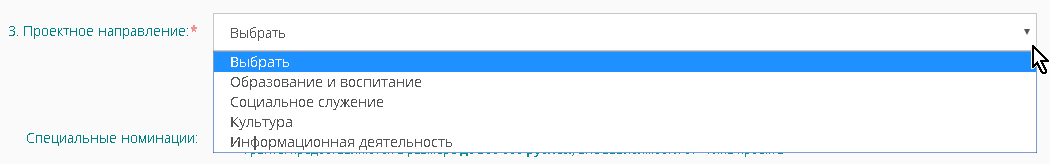 3. Проектное направление:*
Выбрать
Выбрать
Образование и воспитание
Социальное служение
Культура
Специальные номинации:
Информационная деятельность